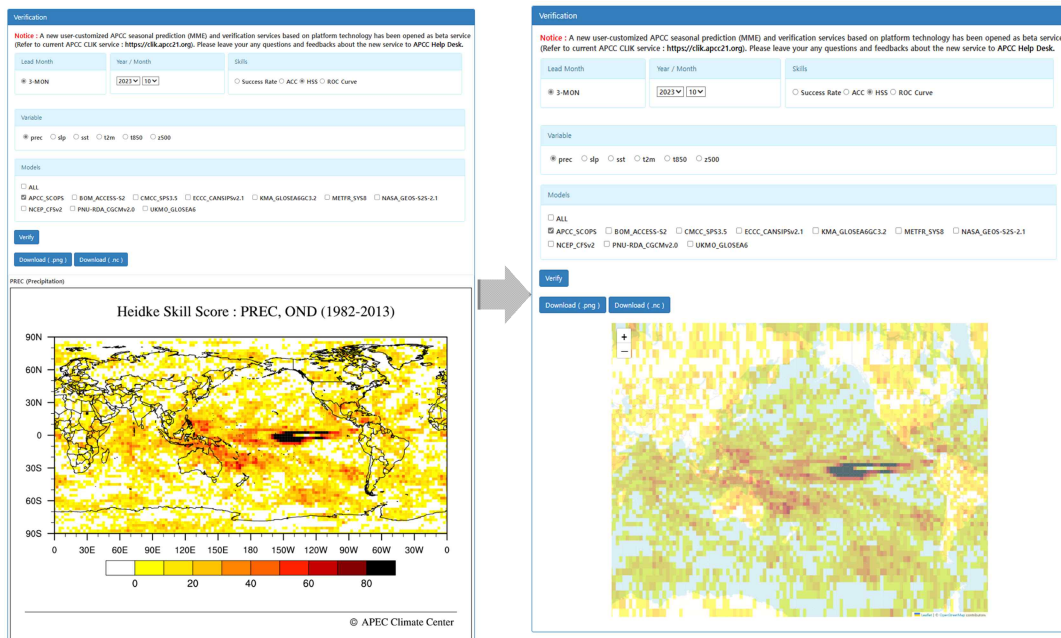 Verification
Notice : A new user-customized APCC seasonal prediction (MME) and verification services based on platform technology has been opened as beta service
(Refer to current APCC CLIK service : https://clik.apcc21.org). Please leave your any questions and feedbacks about the new service to APCC Help Desk.
Lead Month Year / Month Skills
3-MON 2023 10 Success Rate ACC HSS ROC Curve
Variable
prec slp sst t2m t850 z500
Models
ALL
APCC_SCOPS BOM_ACCESS-S2 CMCC_SPS3.5 ECCC_CANSIPSv2.1 KMA_GLOSEA6GC3.2 METFR_SYS8 NASA_GEOS-S2S-2.1
NCEP_CFSv2 PNU-RDA_CGCMv2.0 UKMO_GLOSEA6
Verify
Download ( .png ) Download ( .nc )
PREC (Precipitation)
Heidke Skill Score : PREC, OND (1982-2013)
90N
60N
30N
0
30S
60S
90S
0 30E 60E 90E 120E 150E 180 150W 120W 90W 60W 30W 0
0 20 40 60 80
© APEC Climate Center
Verification
Notice : A new user-customized APCC seasonal prediction (MME) and verification services based on platform technology has been opened as beta service
(Refer to current APCC CLIK service : https://clik.apcc21.org). Please leave your any questions and feedbacks about the new service to APCC Help Desk.
Lead Month Year / Month Skills
3-MON 2023 10 Success Rate ACC HSS ROC Curve
Variable
prec slp sst t2m t850 z500
Models
ALL
APCC_SCOPS BOM_ACCESS-S2 CMCC_SPS3.5 ECCC_CANSIPSv2.1 KMA_GLOSEA6GC3.2 METFR_SYS8 NASA_GEOS-S2S-2.1
NCEP_CFSv2 PNU-RDA_CGCMv2.0 UKMO_GLOSEA6
Verify
Download ( .png ) Download ( .nc )
+
−
Leaflet | © OpenStreetMap contributors